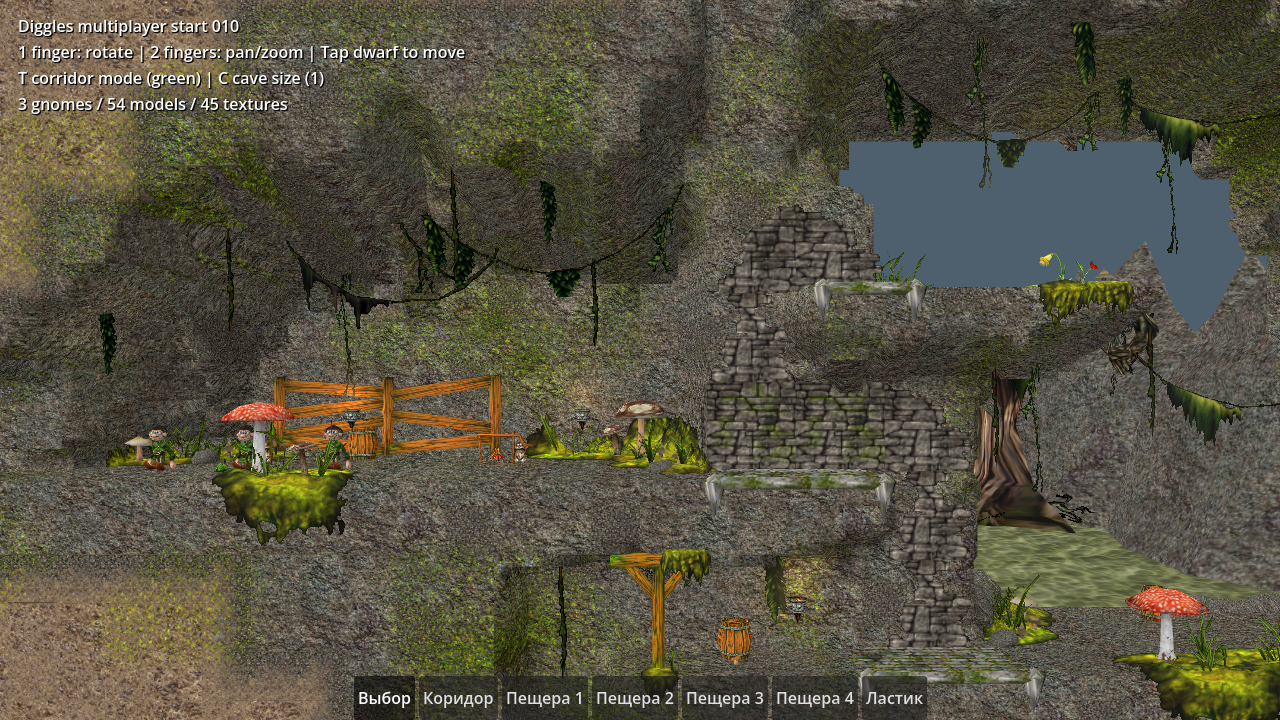 Diggles multiplayer start 010
1 finger: rotate | 2 fingers: pan/zoom | Tap dwarf to move
T corridor mode (green) | C cave size (1)
3 gnomes / 54 models / 45 textures
Выбор Коридор Пещера 1 Пещера 2 Пещера 3 Пещера 4 Ластик